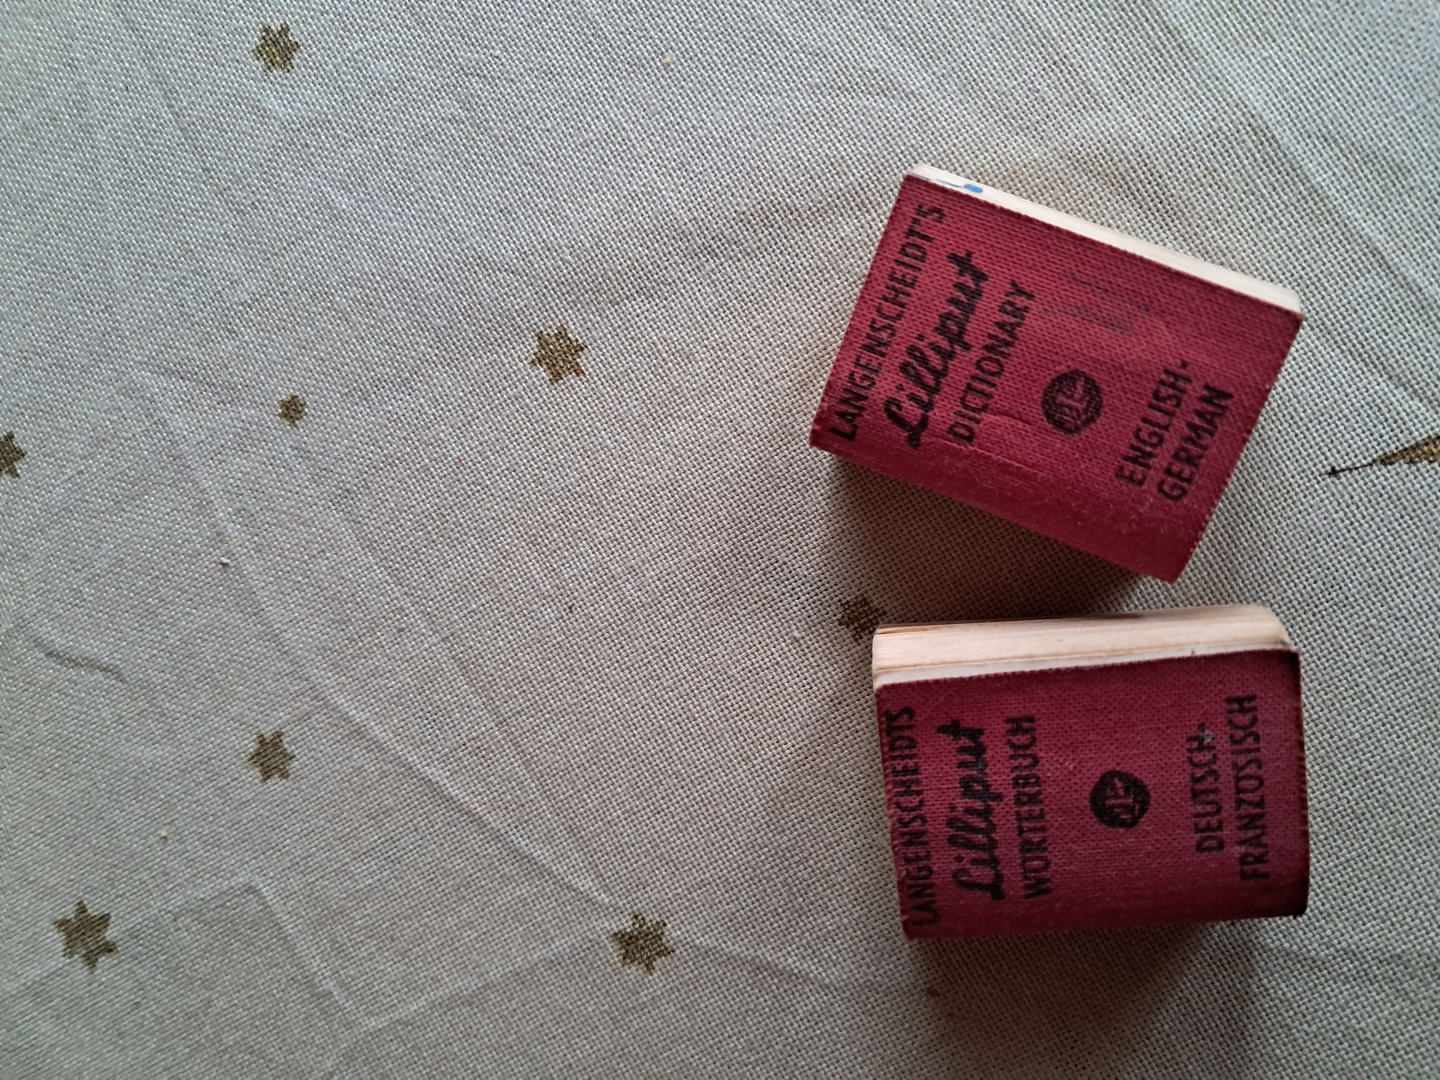 LANGENSCHEIDT'S
Lilliput
DICTIONARY
L
ENGLISH-
GERMAN
LANGENSCHEIDTS
Lilliput
WÖRTERBUCH
L
DEUTSCH-
FRANZÖSISCH